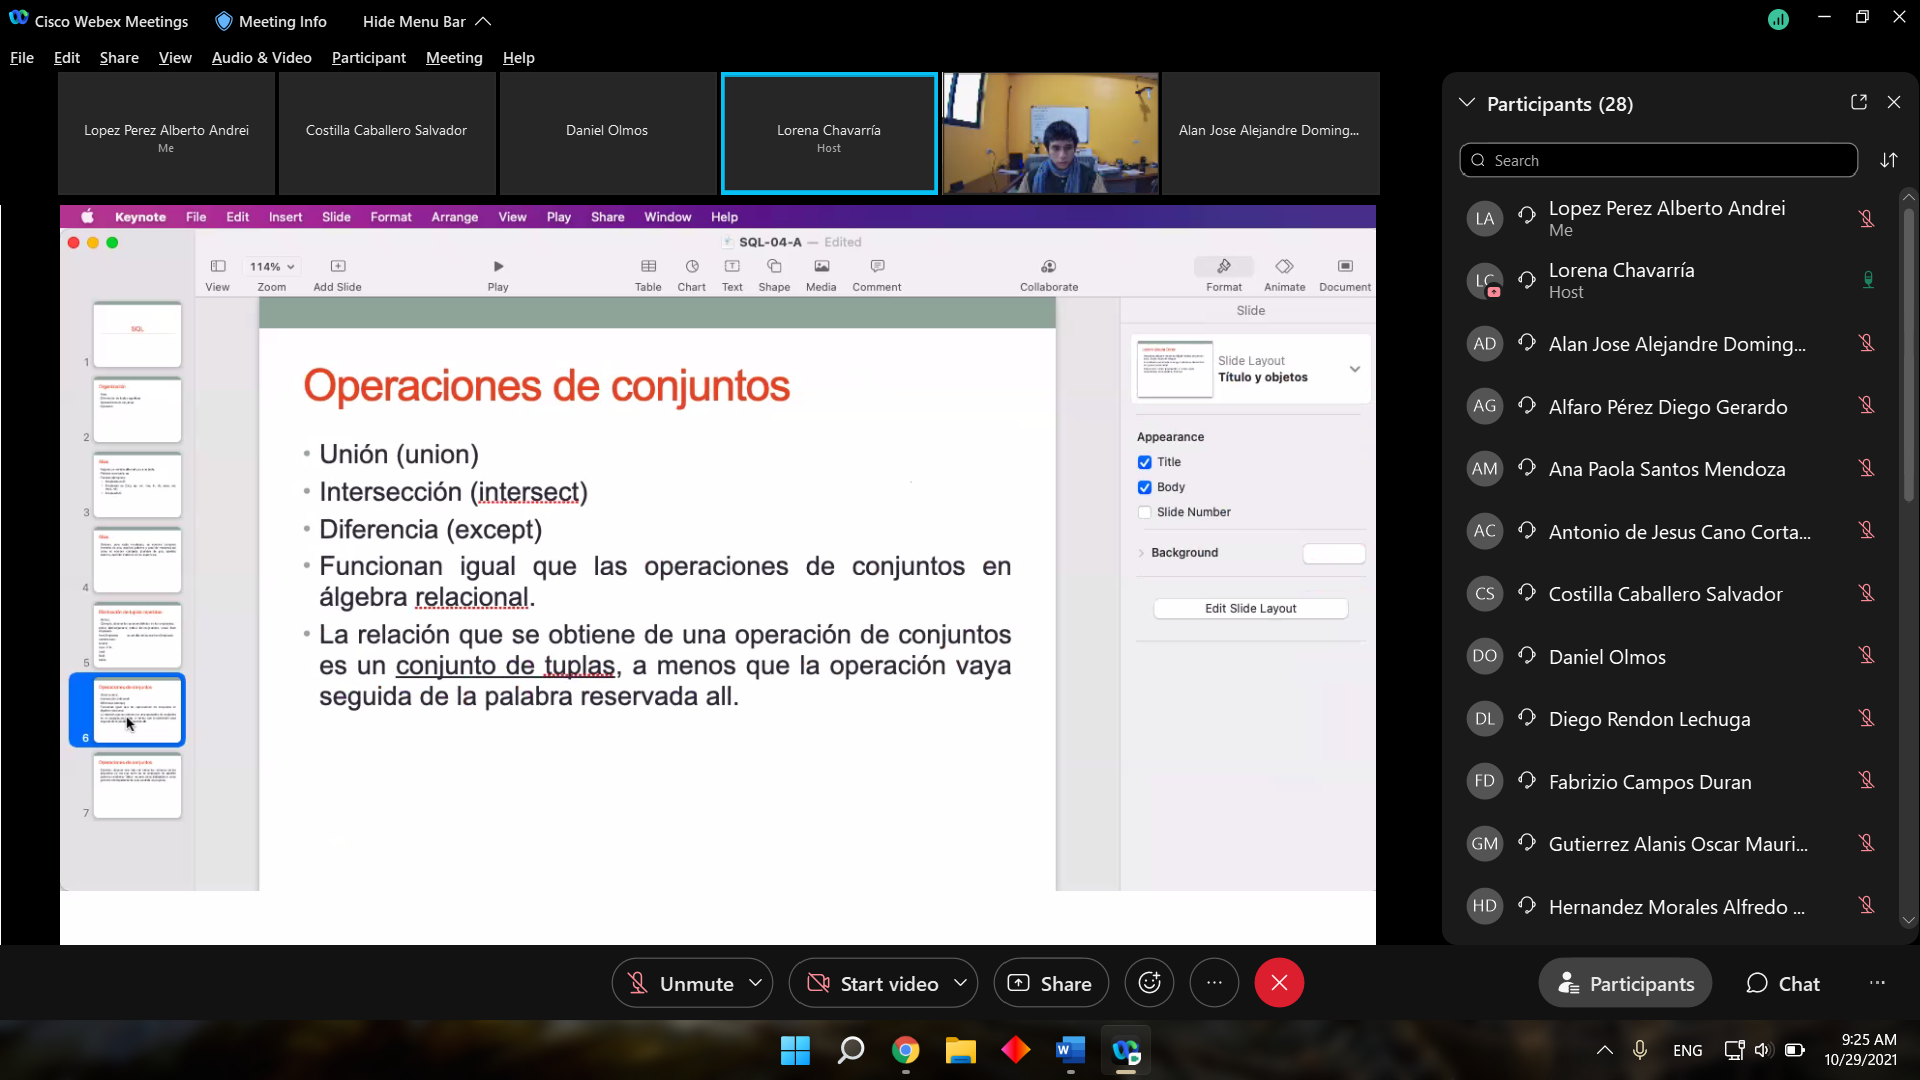 Cisco Webex Meetings
Meeting Info
Hide Menu Bar
File Edit Share View Audio & Video Participant Meeting Help
Lopez Perez Alberto Andrei
Me
Costilla Caballero Salvador
Daniel Olmos
Lorena Chavarría
Host
Alan Jose Alejandre Doming...
Keynote File Edit Insert Slide Format Arrange View Play Share Window Help
SQL-04-A — Edited
114%
View Zoom Add Slide Play Table Chart Text Shape Media Comment Collaborate Format Animate Document
SQL
1
Organización
2
3
4
5
Operaciones de conjuntos
6
Operaciones de conjuntos
7
Operaciones de conjuntos
• Unión (union)
• Intersección (intersect)
• Diferencia (except)
• Funcionan igual que las operaciones de conjuntos en
álgebra relacional.
• La relación que se obtiene de una operación de conjuntos
es un conjunto de tuplas, a menos que la operación vaya
seguida de la palabra reservada all.
Slide
Slide Layout
Título y objetos
Appearance
Title
Body
Slide Number
Background
Edit Slide Layout
Participants (28)
Search
LA Lopez Perez Alberto Andrei
Me
LC Lorena Chavarría
Host
AD Alan Jose Alejandre Doming...
AG Alfaro Pérez Diego Gerardo
AM Ana Paola Santos Mendoza
AC Antonio de Jesus Cano Corta...
CS Costilla Caballero Salvador
DO Daniel Olmos
DL Diego Rendon Lechuga
FD Fabrizio Campos Duran
GM Gutierrez Alanis Oscar Mauri...
HD Hernandez Morales Alfredo ...
Unmute
Start video
Share
Participants
Chat
ENG
9:25 AM
10/29/2021